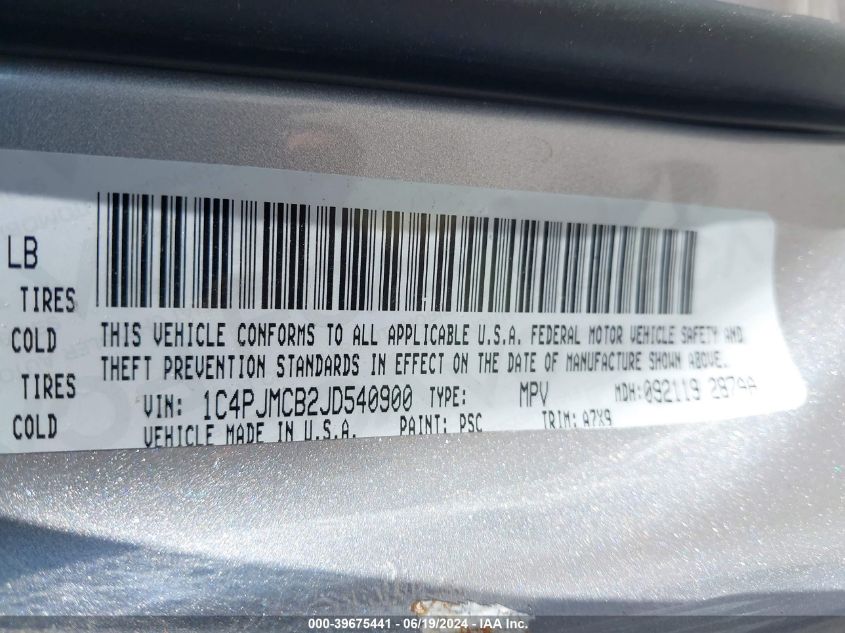 LB
TIRES
COLD
TIRES
COLD
THIS VEHICLE CONFORMS TO ALL APPLICABLE U.S.A. FEDERAL MOTOR VEHICLE SAFETY AND
THEFT PREVENTION STANDARDS IN EFFECT ON THE DATE OF MANUFACTURE SHOWN ABOVE.
VIN: 1C4PJMCB2JD540900 TYPE: MPV MDH: 092119 297AA
VEHICLE MADE IN U.S.A. PAINT: PSC TRIM: A7X9
000-39675441 - 06/19/2024 - IAA Inc.